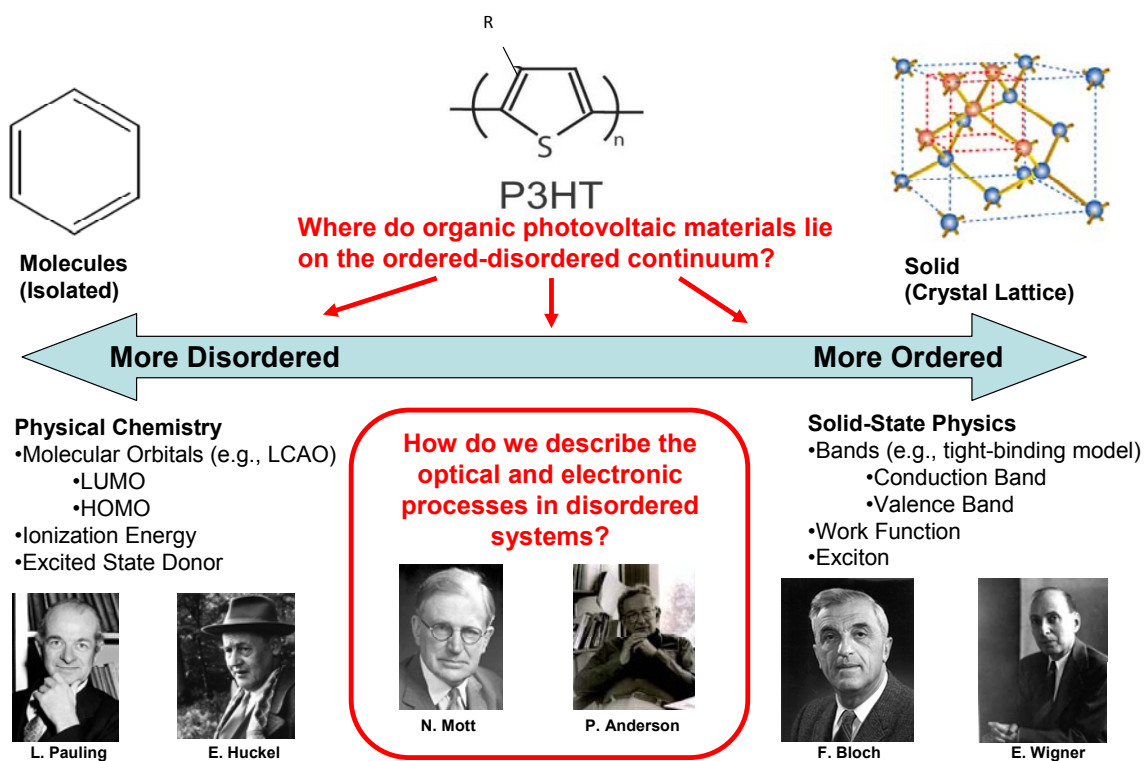 R
S
n
P3HT
Where do organic photovoltaic materials lie
on the ordered-disordered continuum?
Molecules
(Isolated)
Solid
(Crystal Lattice)
More Disordered
More Ordered
Physical Chemistry
•Molecular Orbitals (e.g., LCAO)
•LUMO
•HOMO
•Ionization Energy
•Excited State Donor
How do we describe the
optical and electronic
processes in disordered
systems?
Solid-State Physics
•Bands (e.g., tight-binding model)
•Conduction Band
•Valence Band
•Work Function
•Exciton
L. Pauling
E. Huckel
N. Mott
P. Anderson
F. Bloch
E. Wigner